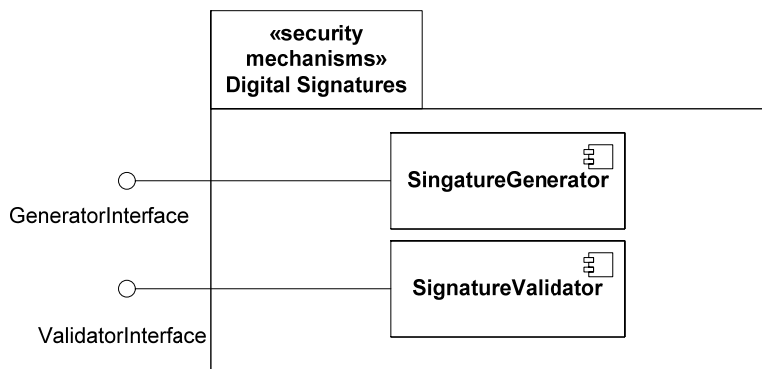 «security
mechanisms»
Digital Signatures
SingatureGenerator
GeneratorInterface
SignatureValidator
ValidatorInterface